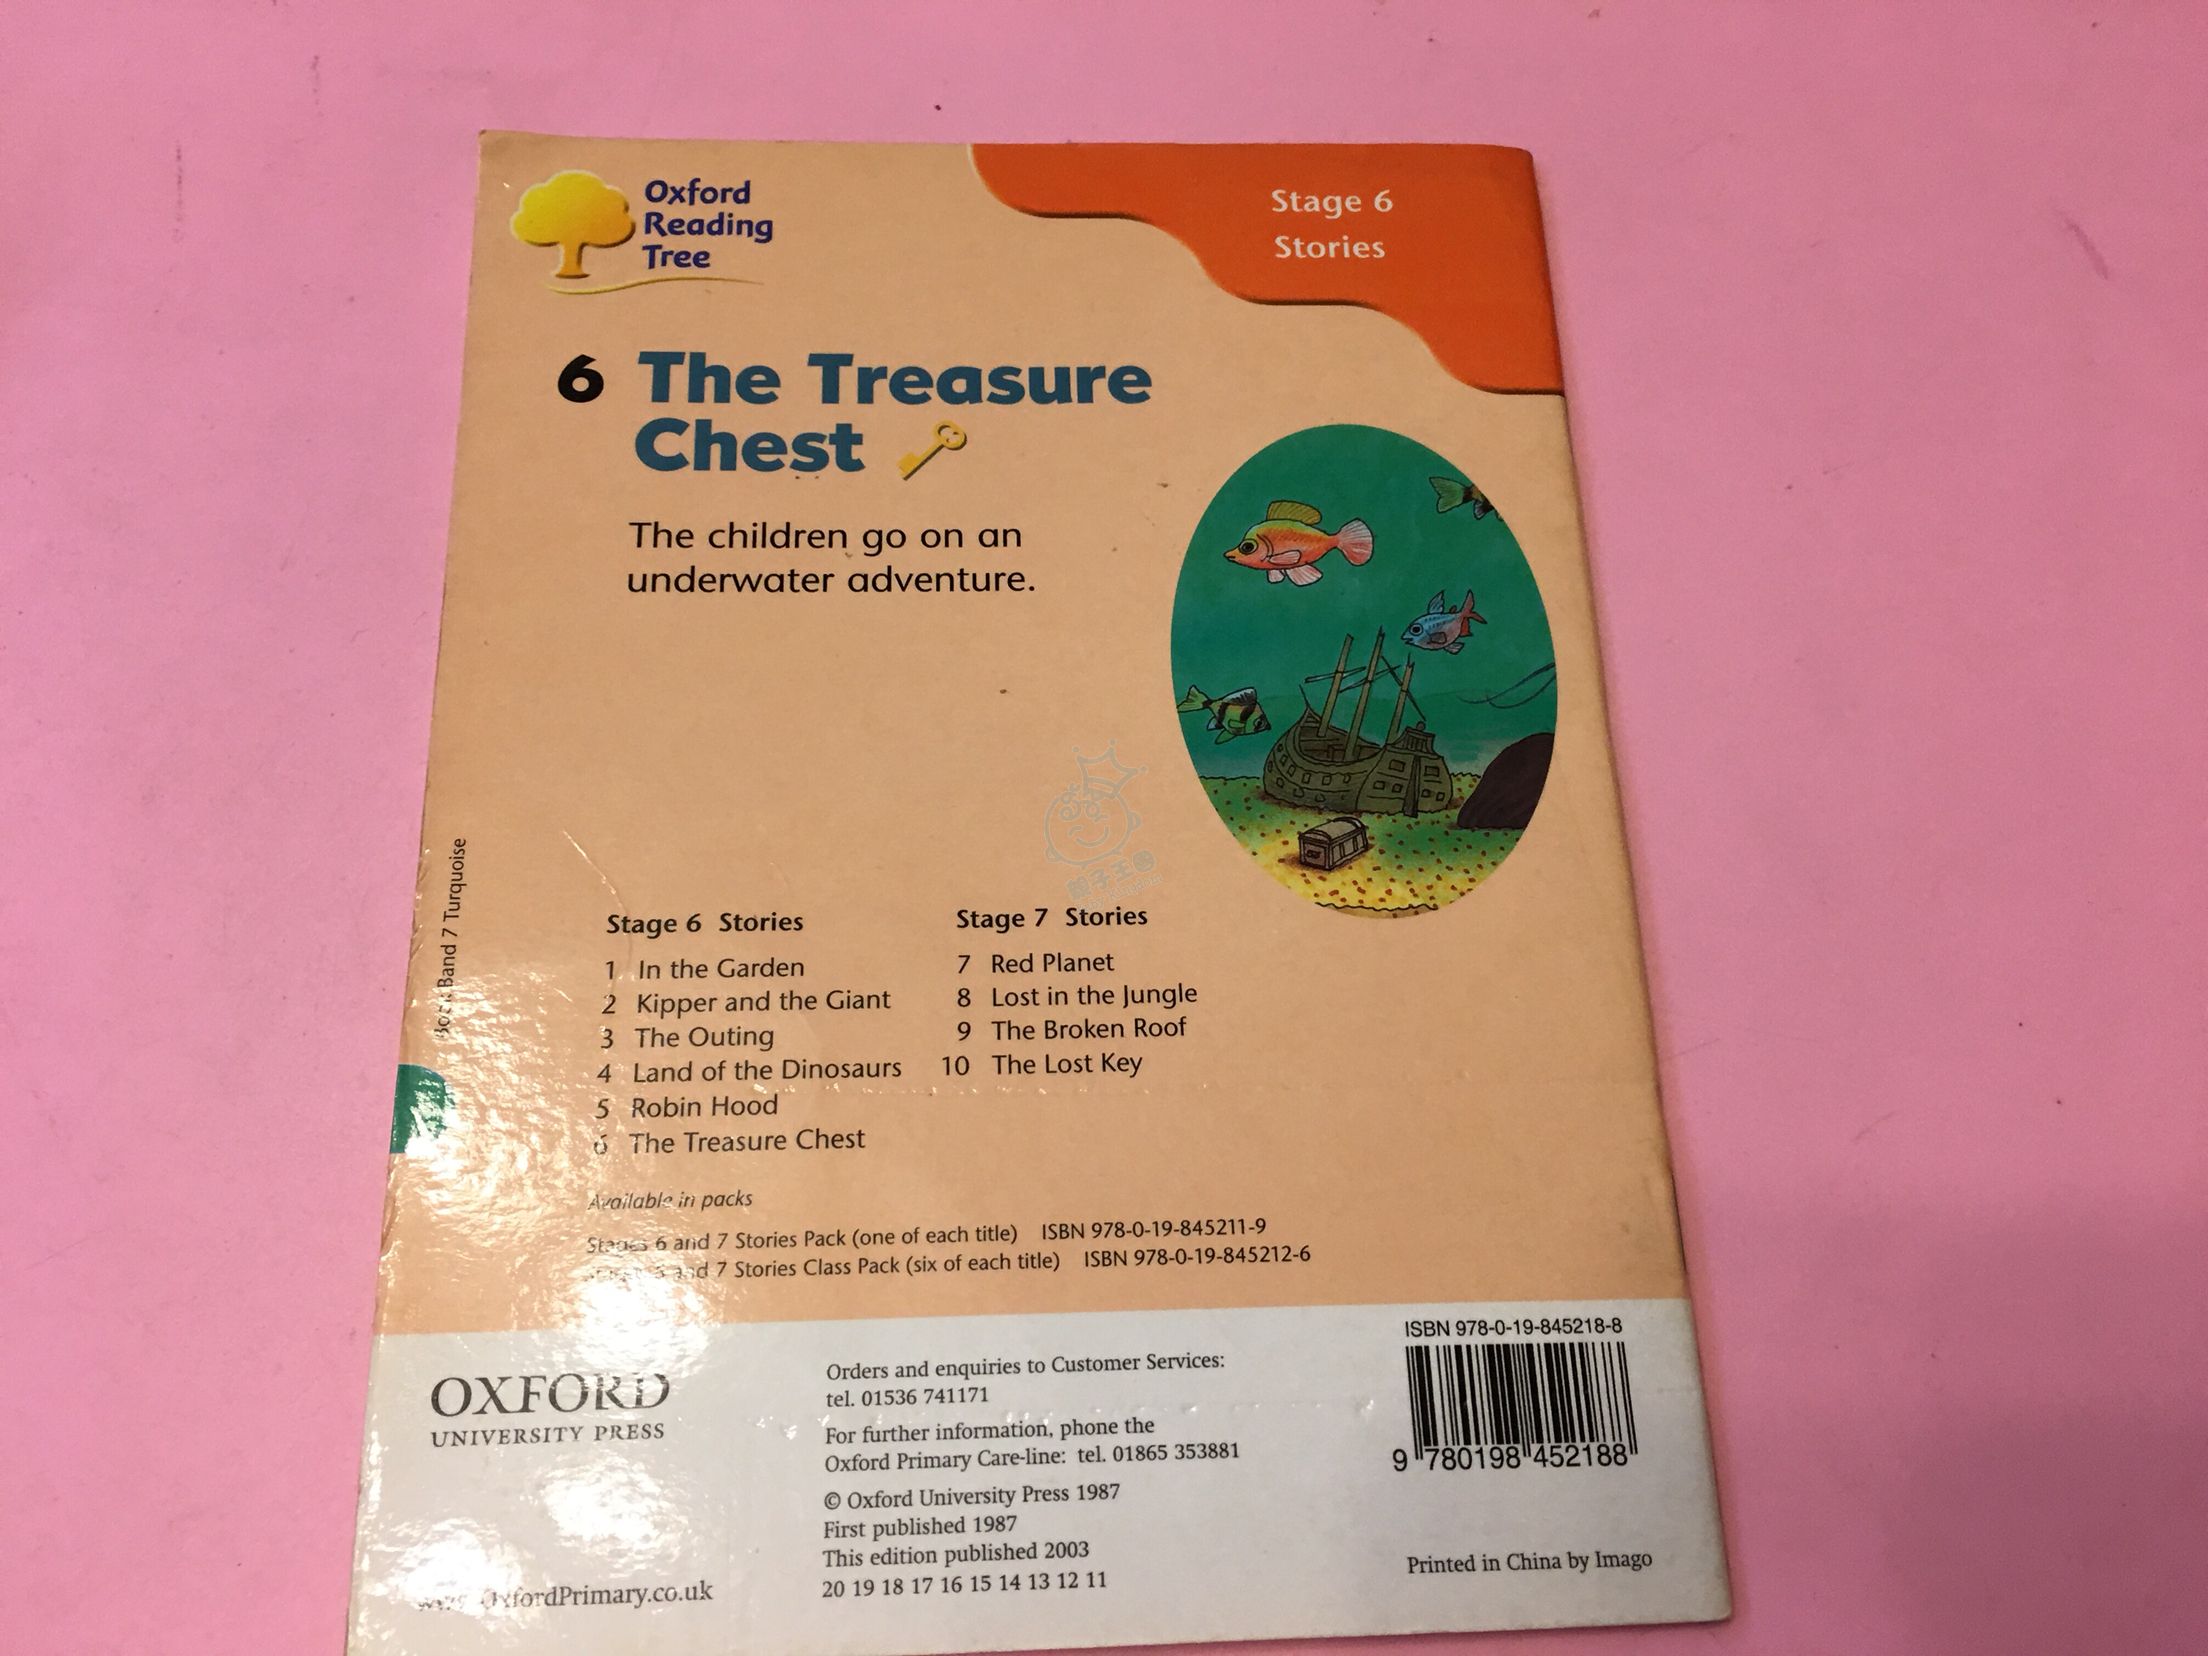 Oxford
Reading
Tree
Stage 6
Stories
6 The Treasure
Chest
The children go on an
underwater adventure.
Book Band 7 Turquoise
Stage 6 Stories
1 In the Garden
2 Kipper and the Giant
3 The Outing
4 Land of the Dinosaurs
5 Robin Hood
6 The Treasure Chest
Stage 7 Stories
7 Red Planet
8 Lost in the Jungle
9 The Broken Roof
10 The Lost Key
Available in packs
Stages 6 and 7 Stories Pack (one of each title) ISBN 978-0-19-845211-9
6 and 7 Stories Class Pack (six of each title) ISBN 978-0-19-845212-6
OXFORD
UNIVERSITY PRESS
www.OxfordPrimary.co.uk
Orders and enquiries to Customer Services:
tel. 01536 741171
For further information, phone the
Oxford Primary Care-line: tel. 01865 353881
© Oxford University Press 1987
First published 1987
This edition published 2003
20 19 18 17 16 15 14 13 12 11
ISBN 978-0-19-845218-8
9 780198 452188
Printed in China by Imago